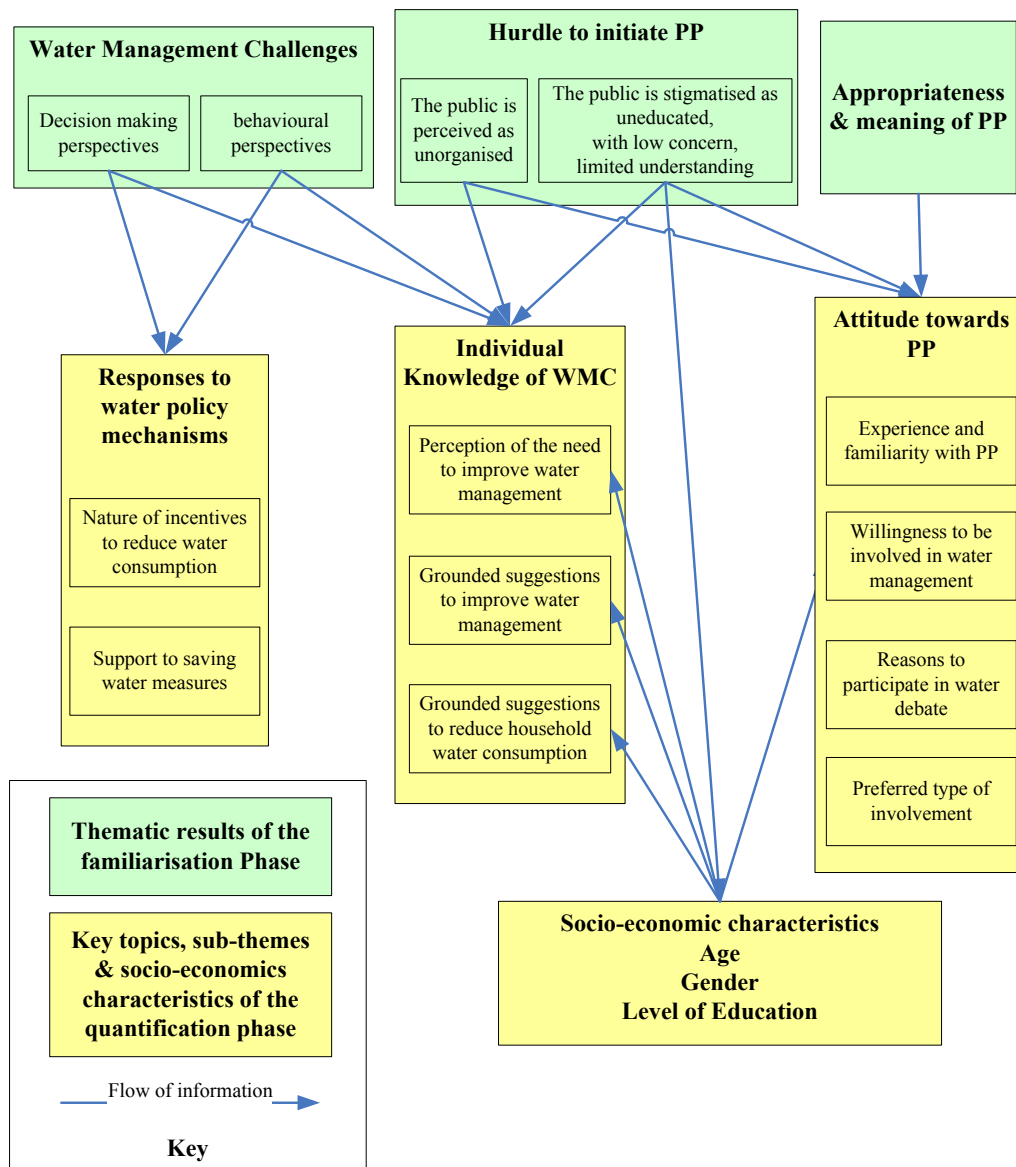 Water Management Challenges
Decision making
perspectives
behavioural
perspectives
Hurdle to initiate PP
The public is
perceived as
unorganised
The public is stigmatised as
uneducated,
with low concern,
limited understanding
Appropriateness
& meaning of PP
Responses to
water policy
mechanisms
Nature of incentives
to reduce water
consumption
Support to saving
water measures
Individual
Knowledge of WMC
Perception of the need
to improve water
management
Grounded suggestions
to improve water
management
Grounded suggestions
to reduce household
water consumption
Attitude towards
PP
Experience and
familiarity with PP
Willingness to be
involved in water
management
Reasons to
participate in water
debate
Preferred type of
involvement
Socio-economic characteristics
Age
Gender
Level of Education
Thematic results of the
familiarisation Phase
Key topics, sub-themes
& socio-economics
characteristics of the
quantification phase
Flow of information
Key